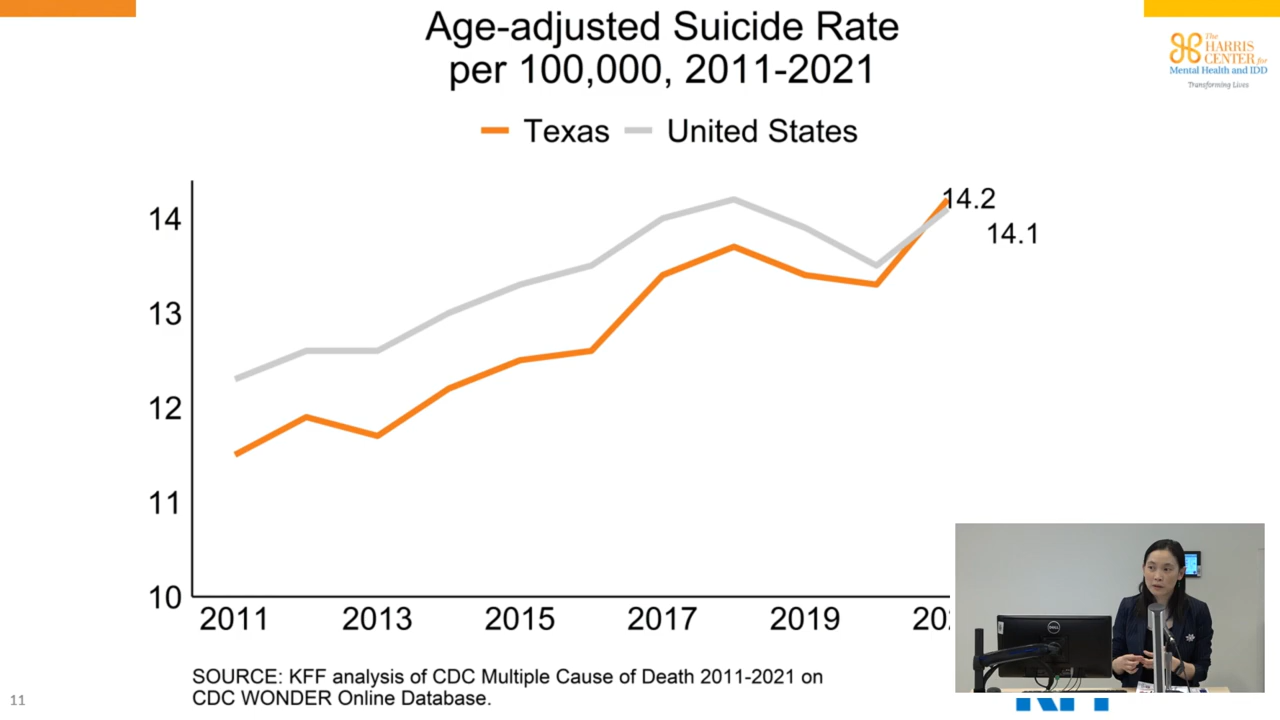 Age-adjusted Suicide Rate
per 100,000, 2011-2021
The
HARRIS
CENTER for
Mental Health and IDD
Transforming Lives
Texas
United States
14
13
12
11
10
14.2
14.1
2011
2013
2015
2017
2019
202
SOURCE: KFF analysis of CDC Multiple Cause of Death 2011-2021 on
CDC WONDER Online Database.
11
DELL